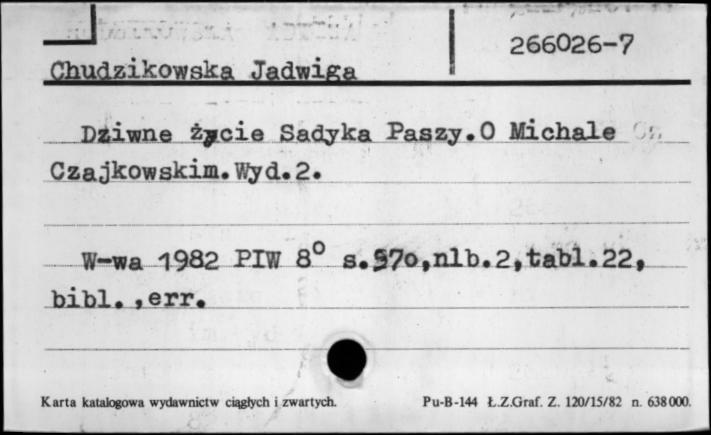 266026-7
Chudzikowska Jadwiga
Dziwne życie Sadyka Paszy.O Michale
Czajkowskim.Wyd.2.
W-wa 1982 PIW 8° s.570,nlb.2,tabl.22,
bibl.,err.
Karta katalogowa wydawnictw ciągłych i zwartych.
Pu-B-144 Ł.Z.Graf. Z. 120/15/82 n. 638000.